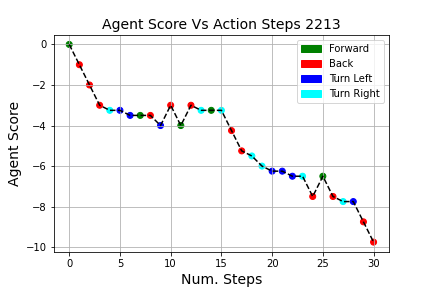 Agent Score Vs Action Steps 2213
Forward
Back
Turn Left
Turn Right
Agent Score
0
−2
−4
−6
−8
−10
0 5 10 15 20 25 30
Num. Steps